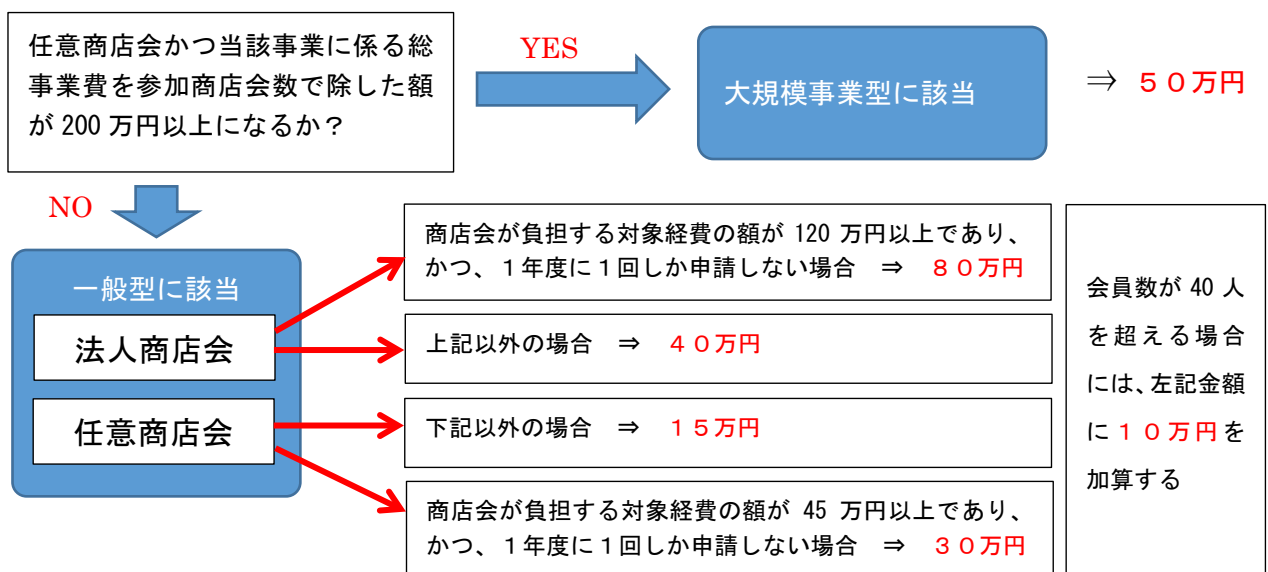 任意商店会かつ当該事業に係る総
事業費を参加商店会数で除した額
が 200 万円以上になるか？
YES
大規模事業型に該当
⇒ ５０万円
NO
一般型に該当
法人商店会
任意商店会
商店会が負担する対象経費の額が 120 万円以上であり、
かつ、１年度に１回しか申請しない場合 ⇒ ８０万円
上記以外の場合 ⇒ ４０万円
下記以外の場合 ⇒ １５万円
商店会が負担する対象経費の額が 45 万円以上であり、
かつ、１年度に１回しか申請しない場合 ⇒ ３０万円
会員数が 40 人
を超える場合
には、左記金額
に１０万円を
加算する